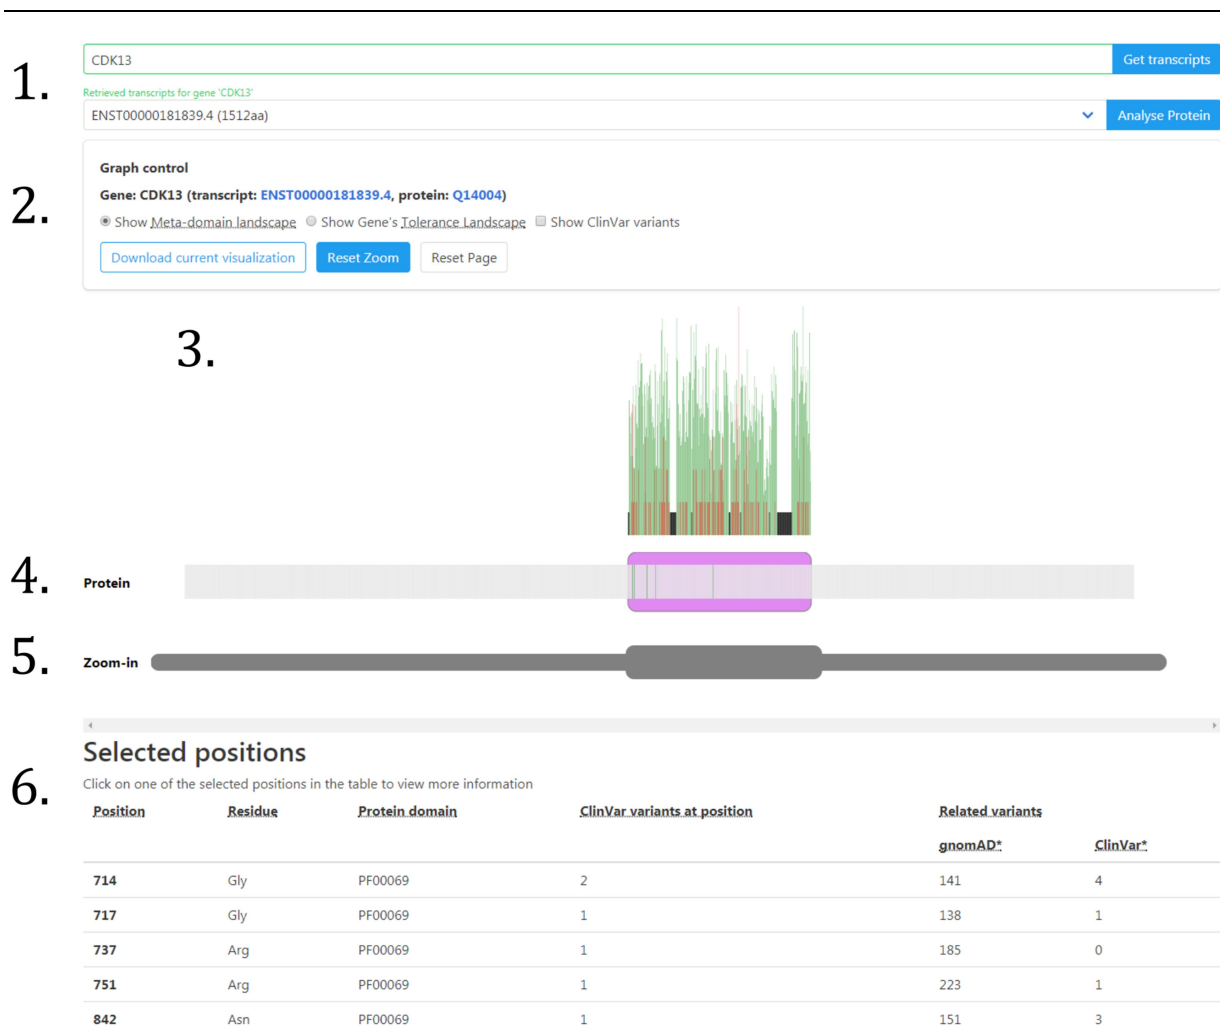 1.
CDK13 Get transcripts
Retrieved transcripts for gene 'CDK13'
ENST00000181839.4 (1512aa) Analyse Protein
2.
Graph control
Gene: CDK13 (transcript: ENST00000181839.4, protein: Q14004)
Show Meta-domain landscape Show Gene's Tolerance Landscape Show ClinVar variants
Download current visualization Reset Zoom Reset Page
3.
4. Protein
5. Zoom-in
6.
Selected positions
Click on one of the selected positions in the table to view more information
Position Residue Protein domain ClinVar variants at position Related variants
gnomAD* ClinVar*
714 Gly PF00069 2 141 4
717 Gly PF00069 1 138 1
737 Arg PF00069 1 185 0
751 Arg PF00069 1 223 1
842 Asn PF00069 1 151 3